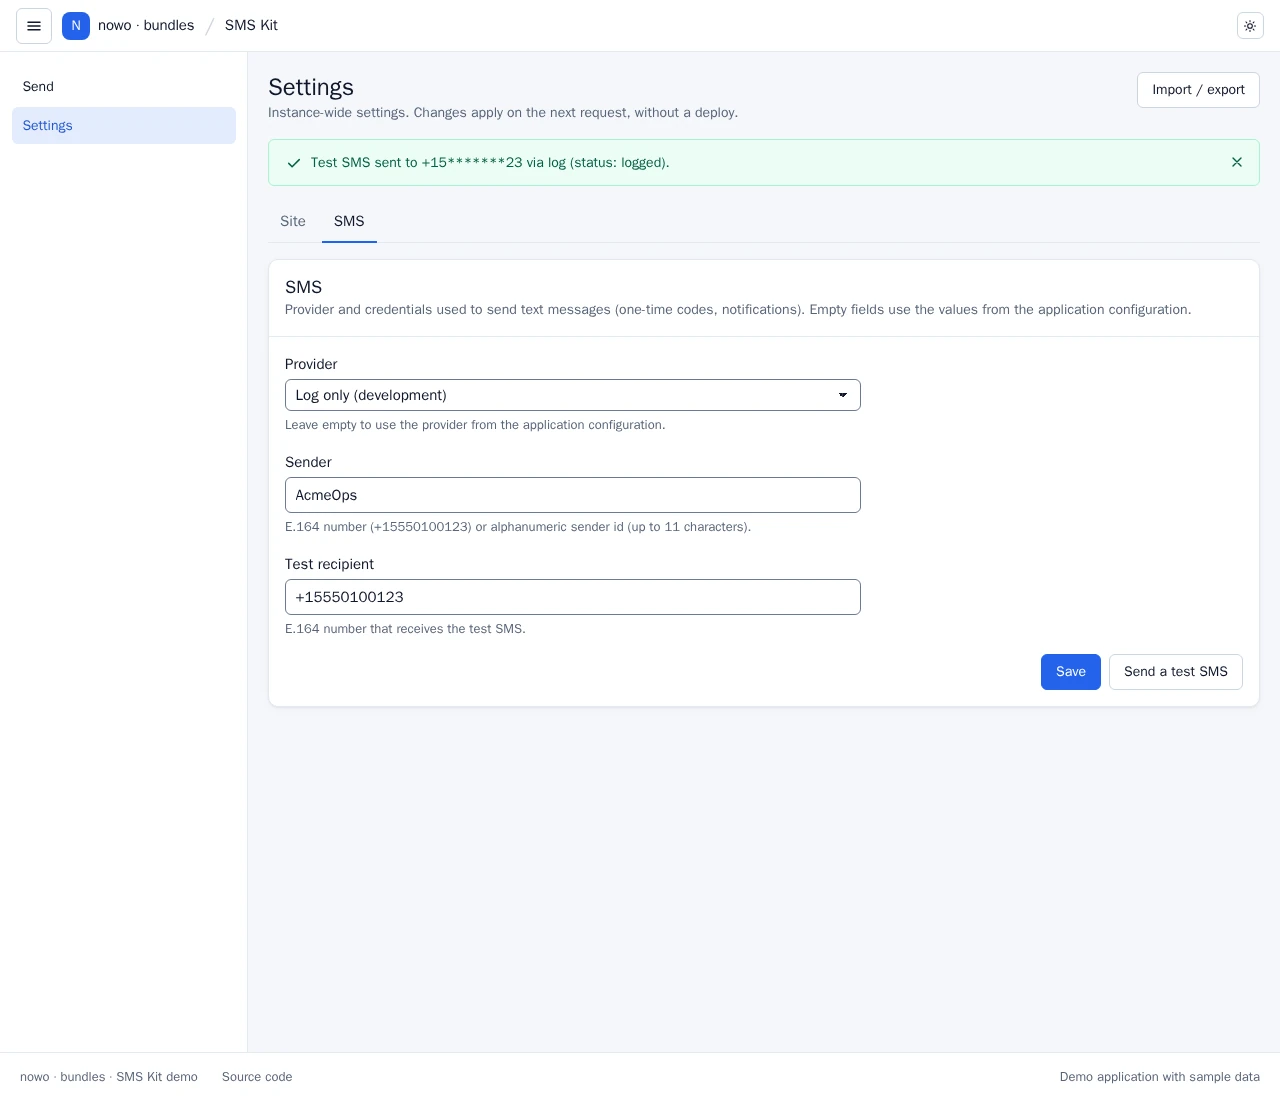 N nowo · bundles / SMS Kit
Send
Settings
Settings
Import / export
Instance-wide settings. Changes apply on the next request, without a deploy.
Test SMS sent to +15*******23 via log (status: logged).
Site SMS
SMS
Provider and credentials used to send text messages (one-time codes, notifications). Empty fields use the values from the application configuration.
Provider
Log only (development)
Leave empty to use the provider from the application configuration.
Sender
AcmeOps
E.164 number (+15550100123) or alphanumeric sender id (up to 11 characters).
Test recipient
+15550100123
E.164 number that receives the test SMS.
Save Send a test SMS
nowo · bundles · SMS Kit demo Source code Demo application with sample data